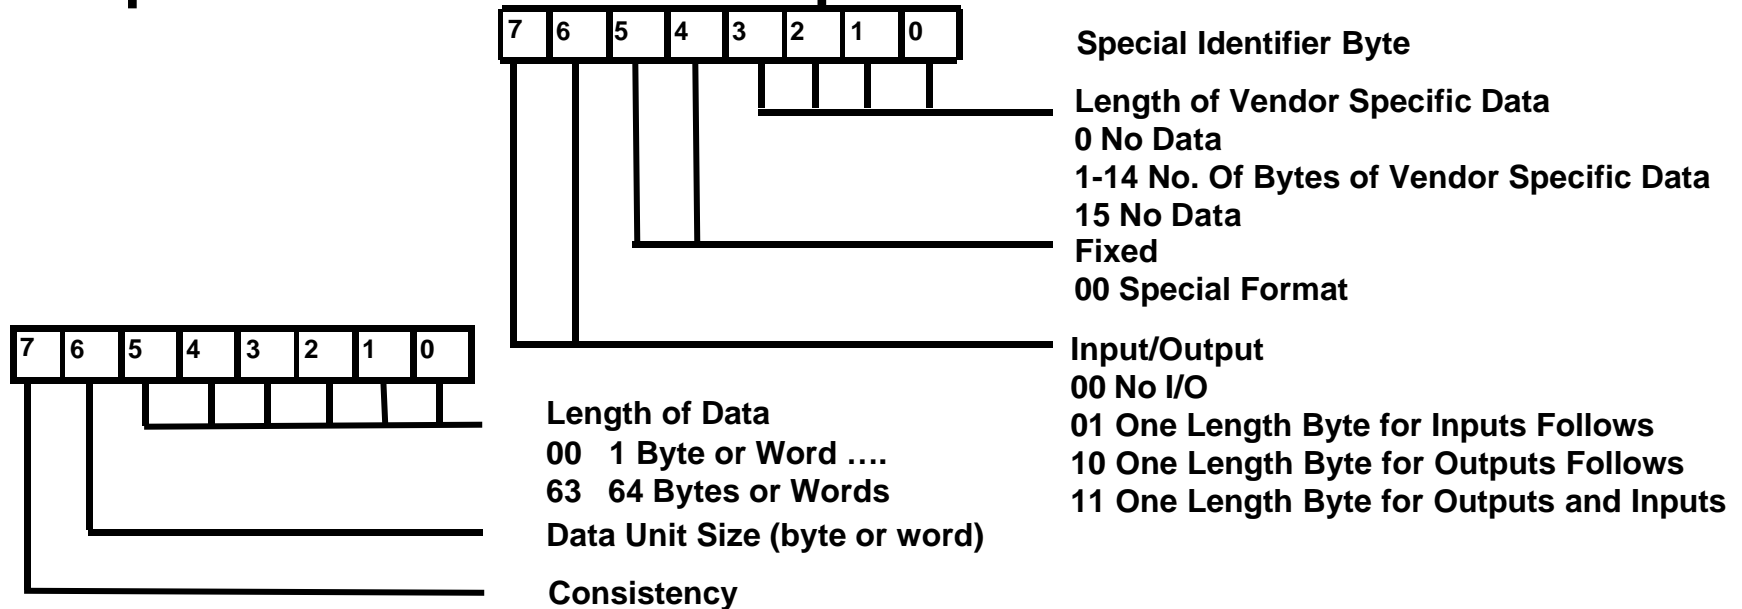 7 6 5 4 3 2 1 0
Special Identifier Byte
Length of Vendor Specific Data
0 No Data
1-14 No. Of Bytes of Vendor Specific Data
15 No Data
Fixed
00 Special Format
Input/Output
00 No I/O
01 One Length Byte for Inputs Follows
10 One Length Byte for Outputs Follows
11 One Length Byte for Outputs and Inputs
7 6 5 4 3 2 1 0
Length of Data
00 1 Byte or Word ….
63 64 Bytes or Words
Data Unit Size (byte or word)
Consistency